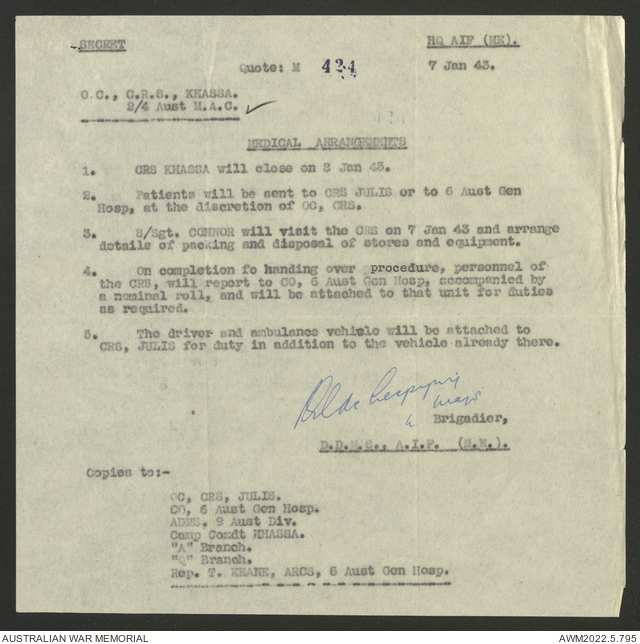 SECRET HQ AIF (ME).
Quote: M 424 7 Jan 43.
O.C., C.R.S., KHASSA.
2/4 Aust M.A.C.
MEDICAL ARRANGEMENTS
1. CRS KHASSA will close on 8 Jan 43.
2. Patients will be sent to CRS JULIS or to 6 Aust Gen
Hosp, at the discretion of OC, CRS.
3. S/Sgt. CONNOR will visit the CRS on 7 Jan 43 and arrange
details of packing and disposal of stores and equipment.
4. On completion fo handing over procedure, personnel of
the CRS, will report to CO, 6 Aust Gen Hosp, accompanied by
a nominal roll, and will be attached to that unit for duties
as required.
5. The driver and ambulance vehicle will be attached to
CRS, JULIS for duty in addition to the vehicle already there.
Major
Brigadier,
D.D.M.S., A.I.F. (M.E.).
Copies to:-
OC, CRS, JULIS.
CO, 6 Aust Gen Hosp.
ADMS. 9 Aust Div.
Camp Comdt KHASSA.
"A" Branch.
"Q" Branch.
Rep. T. KEANE, ARCS, 6 Aust Gen Hosp.
AUSTRALIAN WAR MEMORIAL AWM2022.5.795